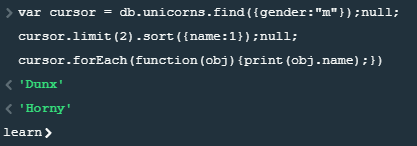 > var cursor = db.unicorns.find({gender:"m"});null;
cursor.limit(2).sort({name:1});null;
cursor.forEach(function(obj){print(obj.name);})
< 'Dunx'
< 'Horny'
learn>